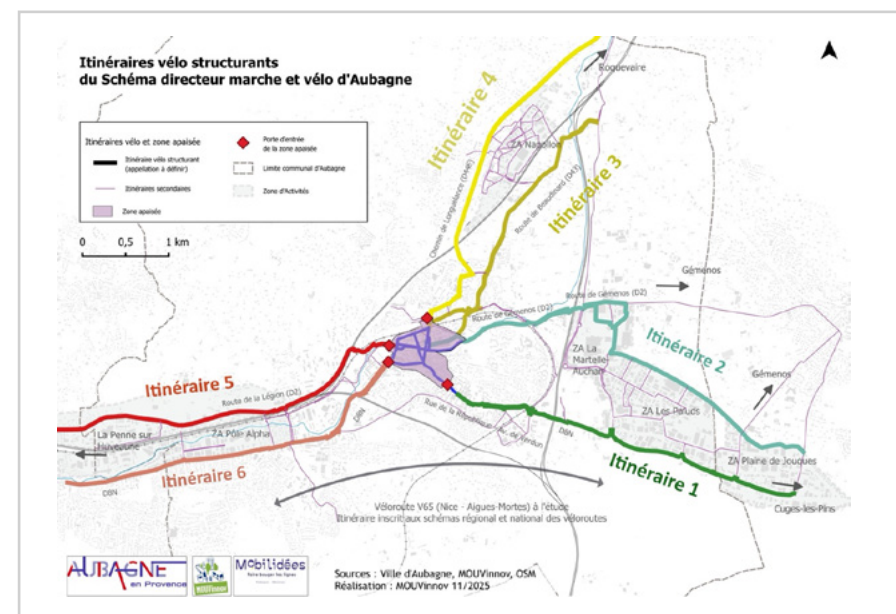 Itinéraires vélo structurants
du Schéma directeur marche et vélo d'Aubagne
Itinéraires vélo et zone apaisée
Itinéraire vélo structurant
(appellation à définir)
Itinéraires secondaires
Zone apaisée
Porte d'entrée
de la zone apaisée
Limite communal d'Aubagne
Zone d'Activités
0 0,5 1 km
Roquevaire
Itinéraire 4
ZA Napollon
Itinéraire 3
Chemin de Longuelance (D44E)
Route de Beaudinard (D43)
Gémenos
Route de Gémenos (D2)
Route de Gémenos (D2)
Itinéraire 2
ZA La
Martelle
Auchan
Gémenos
Itinéraire 5
Route de la Légion (D2)
ZA Les Paluds
La Penne sur
Huveaune
ZA Pôle Alpha
D8N
Rue de la République - Av. de Verdun
D8N
ZA Plaine de Jouques
Itinéraire 6
Itinéraire 1
D8N
Cuges-les-Pins
Véloroute V65 (Nice - Aigues-Mortes) à l'étude
Itinéraire inscrit aux schémas régional et national des véloroutes
AUBAGNE
en Provence
MOUVinnov
Mobilidées
Sources : Ville d'Aubagne, MOUVinnov, OSM
Réalisation : MOUVinnov 11/2025